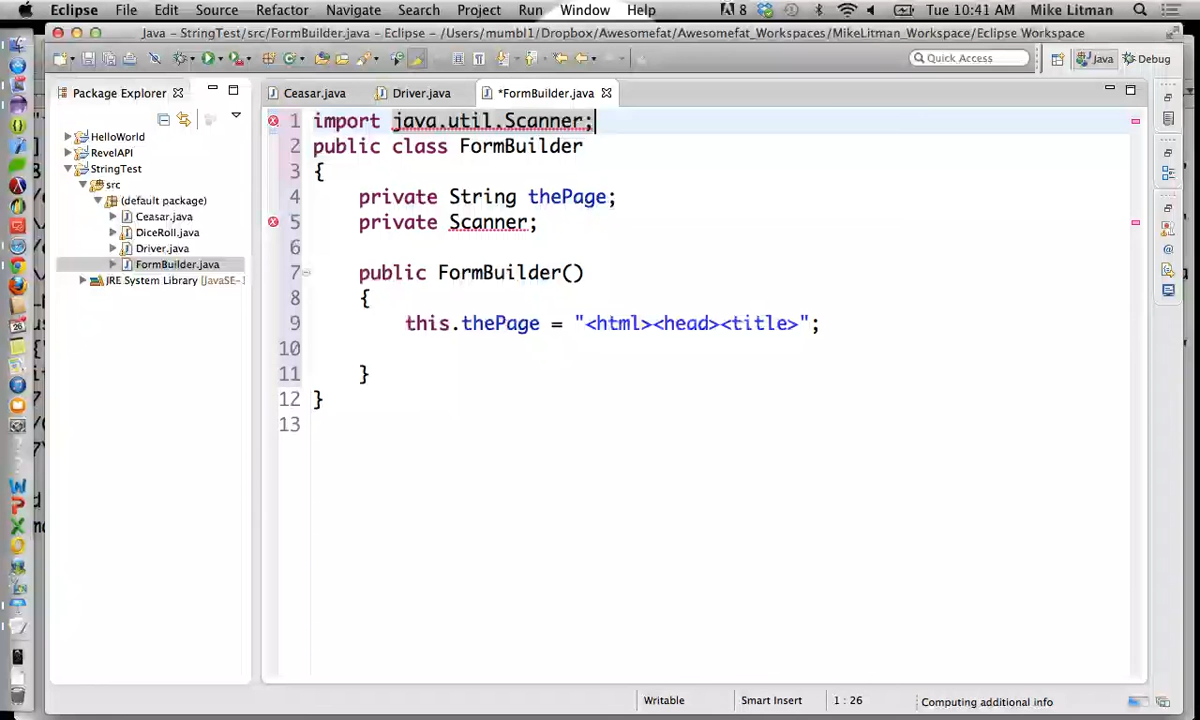 Eclipse File Edit Source Refactor Navigate Search Project Run Window Help 8 Tue 10:41 AM Mike Litman
Java – StringTest/src/FormBuilder.java – Eclipse – /Users/mumbl1/Dropbox/Awesomefat/Awesomefat_Workspaces/MikeLitman_Workspace/Eclipse Workspace
Quick Access Java Debug
Package Explorer
Ceasar.java Driver.java *FormBuilder.java
HelloWorld
RevelAPI
StringTest
src
(default package)
Ceasar.java
DiceRoll.java
Driver.java
FormBuilder.java
JRE System Library [JavaSE-1
1 import java.util.Scanner;
2 public class FormBuilder
3 {
4 private String thePage;
5 private Scanner;
6
7 public FormBuilder()
8 {
9 this.thePage = "<html><head><title>";
10
11 }
12 }
13
Writable Smart Insert 1 : 26 Computing additional info